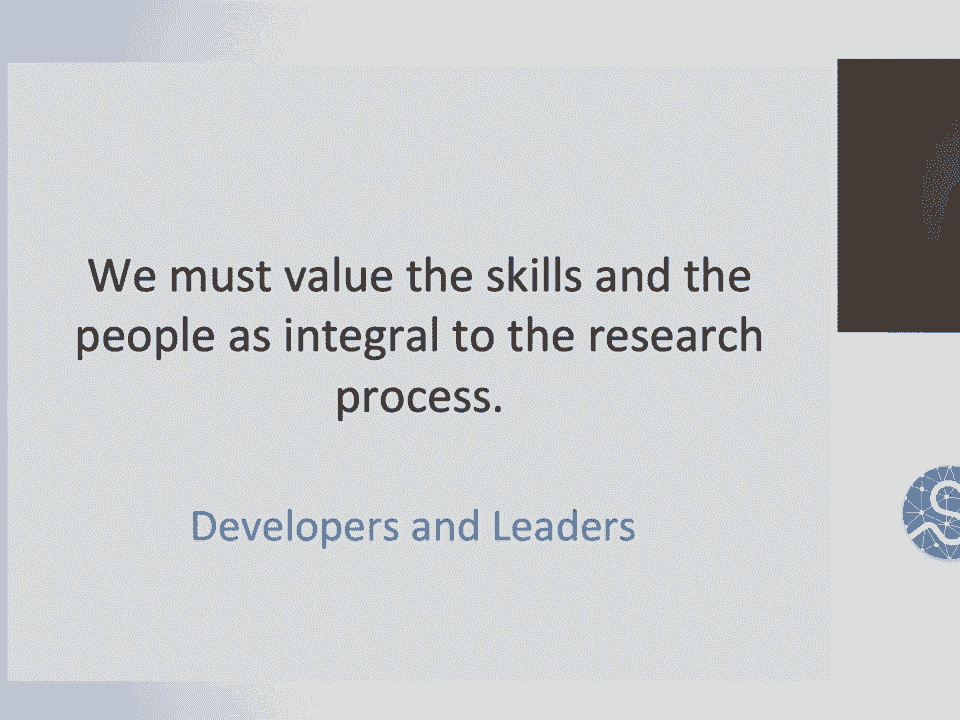 We must value the skills and the
people as integral to the research
process.
Developers and Leaders